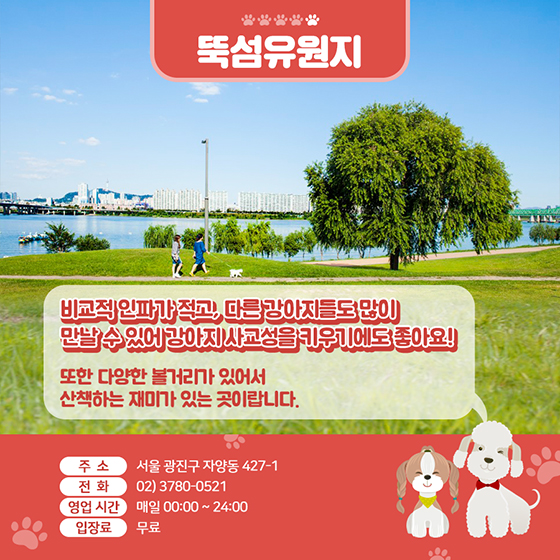 뚝섬유원지
비교적 인파가 적고, 다른 강아지들도 많이
만날 수 있어 강아지 사교성을 키우기에도 좋아요!
또한 다양한 볼거리가 있어서
산책하는 재미가 있는 곳이랍니다.
주 소 서울 광진구 자양동 427-1
전 화 02) 3780-0521
영업 시간 매일 00:00 ~ 24:00
입장료 무료